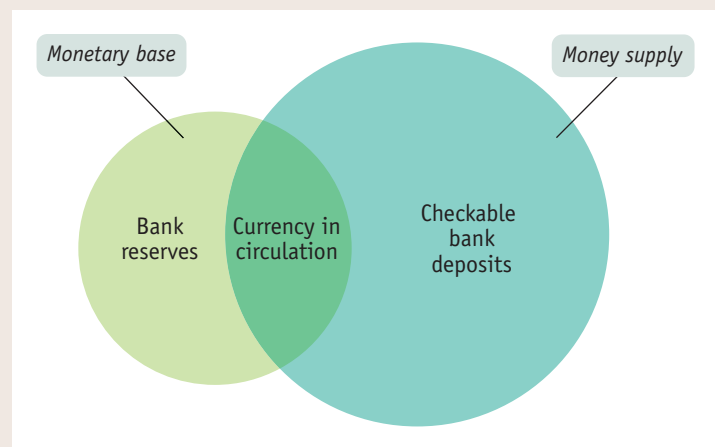 Monetary base
Money supply
Bank
reserves
Currency in
circulation
Checkable
bank
deposits